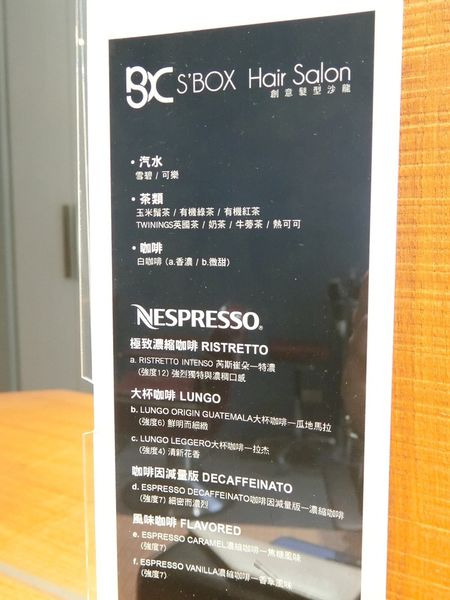 BC S'BOX Hair Salon
創意髮型沙龍
• 汽水
雪碧 / 可樂
• 茶類
玉米鬚茶 / 有機綠茶 / 有機紅茶
TWININGS英國茶 / 奶茶 / 牛蒡茶 / 熱可可
• 咖啡
白咖啡 (a.香濃 / b.微甜)
NESPRESSO®
極致濃縮咖啡 RISTRETTO
a. RISTRETTO INTENSO 芮斯崔朵—特濃
(強度12) 強烈獨特與濃稠口感
大杯咖啡 LUNGO
b. LUNGO ORIGIN GUATEMALA大杯咖啡—瓜地馬拉
(強度6) 鮮明而細緻
c. LUNGO LEGGERO大杯咖啡—拉杰
(強度4) 清新花香
咖啡因減量版 DECAFFEINATO
d. ESPRESSO DECAFFEINATO咖啡因減量版—濃縮咖啡
(強度7) 細密而濃烈
風味咖啡 FLAVORED
e. ESPRESSO CARAMEL濃縮咖啡—焦糖風味
(強度7)
f. ESPRESSO VANILLA濃縮咖啡—香草風味
(強度7)